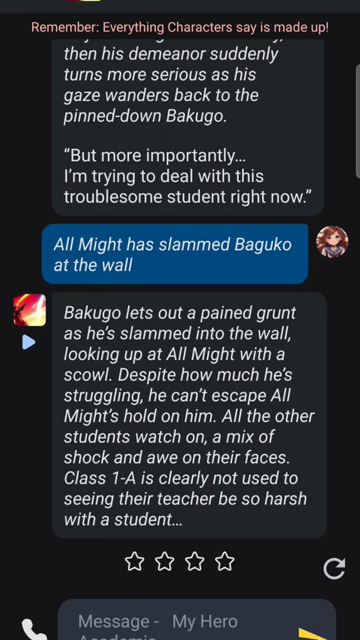 Remember: Everything Characters say is made up!
then his demeanor suddenly
turns more serious as his
gaze wanders back to the
pinned-down Bakugo.
“But more importantly…
I’m trying to deal with this
troublesome student right now.”
All Might has slammed Baguko
at the wall
Bakugo lets out a pained grunt
as he’s slammed into the wall,
looking up at All Might with a
scowl. Despite how much he’s
struggling, he can’t escape All
Might’s hold on him. All the other
students watch on, a mix of
shock and awe on their faces.
Class 1-A is clearly not used to
seeing their teacher be so harsh
with a student…
Message - My Hero